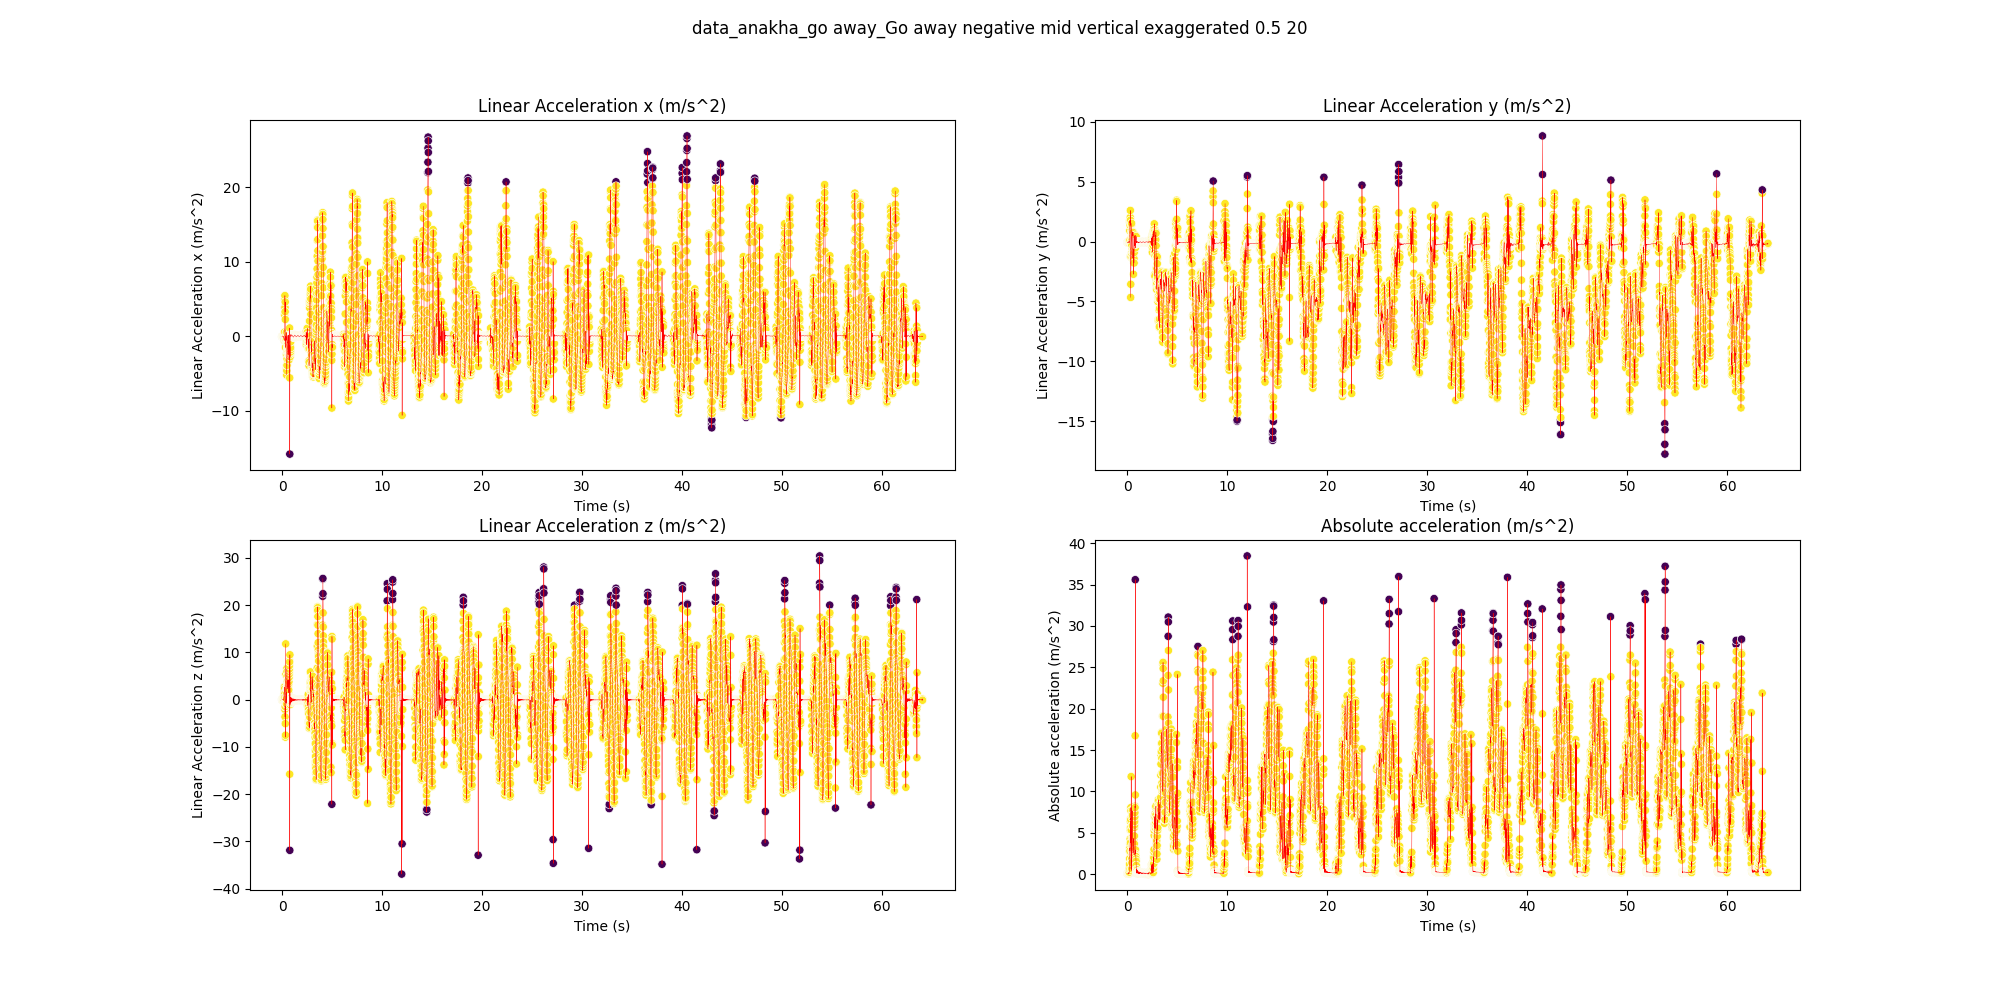 data_anakha_go away_Go away negative mid vertical exaggerated 0.5 20
Linear Acceleration x (m/s^2)
Linear Acceleration x (m/s^2)
20
10
0
−10
0 10 20 30 40 50 60
Time (s)
Linear Acceleration y (m/s^2)
Linear Acceleration y (m/s^2)
10
5
0
−5
−10
−15
0 10 20 30 40 50 60
Time (s)
Linear Acceleration z (m/s^2)
Linear Acceleration z (m/s^2)
30
20
10
0
−10
−20
−30
−40
0 10 20 30 40 50 60
Time (s)
Absolute acceleration (m/s^2)
Absolute acceleration (m/s^2)
40
35
30
25
20
15
10
5
0
0 10 20 30 40 50 60
Time (s)